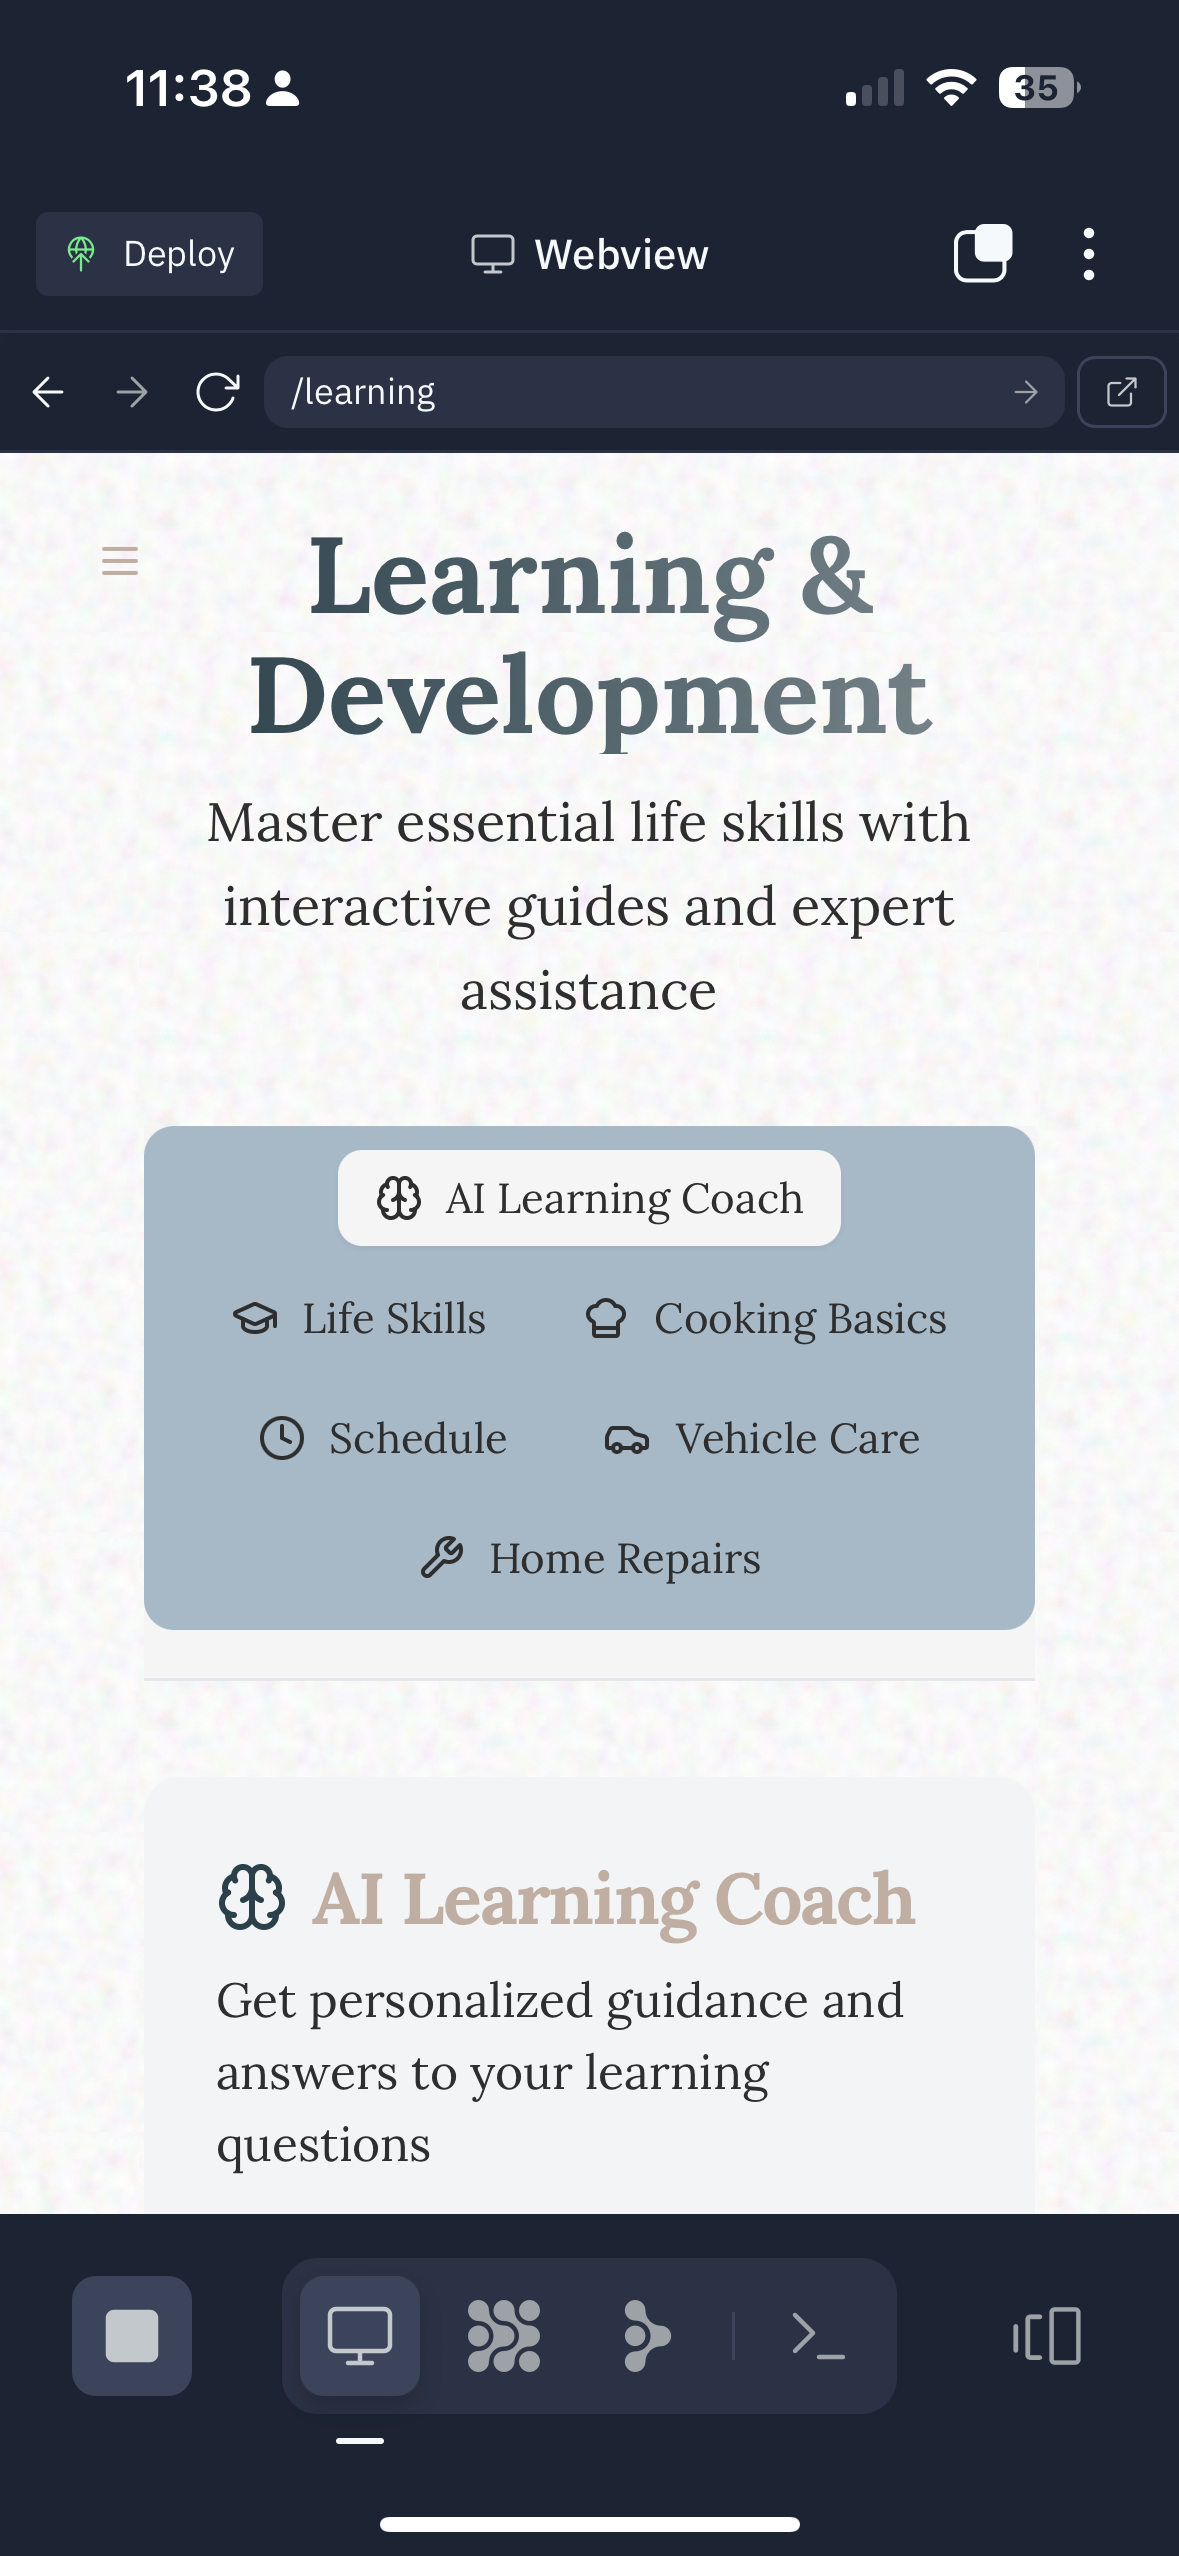 11:38
35
Deploy
Webview
/learning
Learning &
Development
Master essential life skills with
interactive guides and expert
assistance
AI Learning Coach
Life Skills
Cooking Basics
Schedule
Vehicle Care
Home Repairs
AI Learning Coach
Get personalized guidance and
answers to your learning
questions